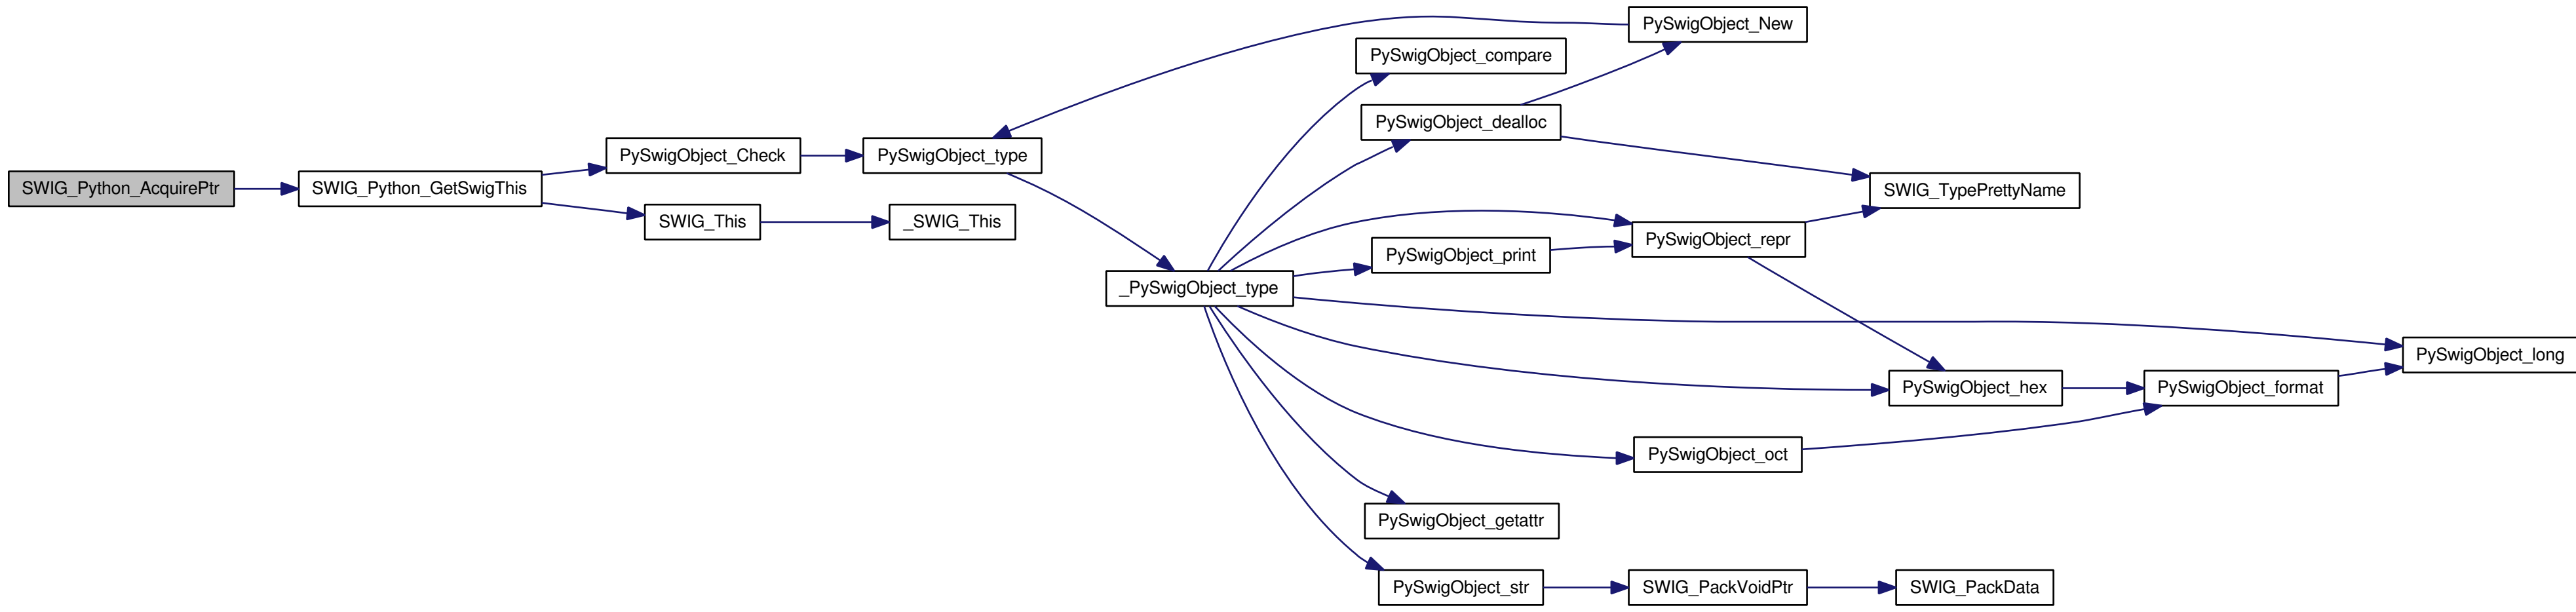 SWIG_Python_AcquirePtr
SWIG_Python_GetSwigThis
PySwigObject_Check
SWIG_This
PySwigObject_type
_SWIG_This
_PySwigObject_type
PySwigObject_compare
PySwigObject_dealloc
PySwigObject_print
PySwigObject_getattr
PySwigObject_str
PySwigObject_New
PySwigObject_repr
PySwigObject_oct
SWIG_PackVoidPtr
SWIG_TypePrettyName
PySwigObject_hex
SWIG_PackData
PySwigObject_format
PySwigObject_long